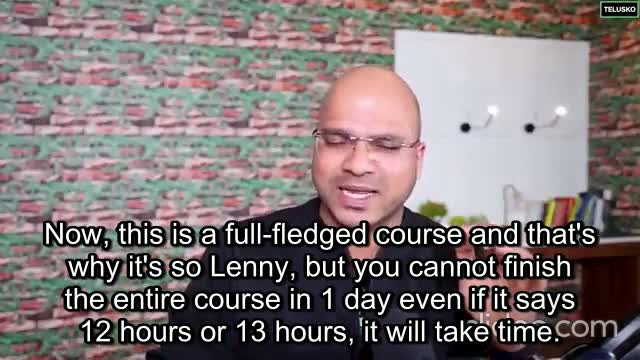 TELUSKO
Now, this is a full-fledged course and that's
why it's so Lenny, but you cannot finish
the entire course in 1 day even if it says
12 hours or 13 hours, it will take time.